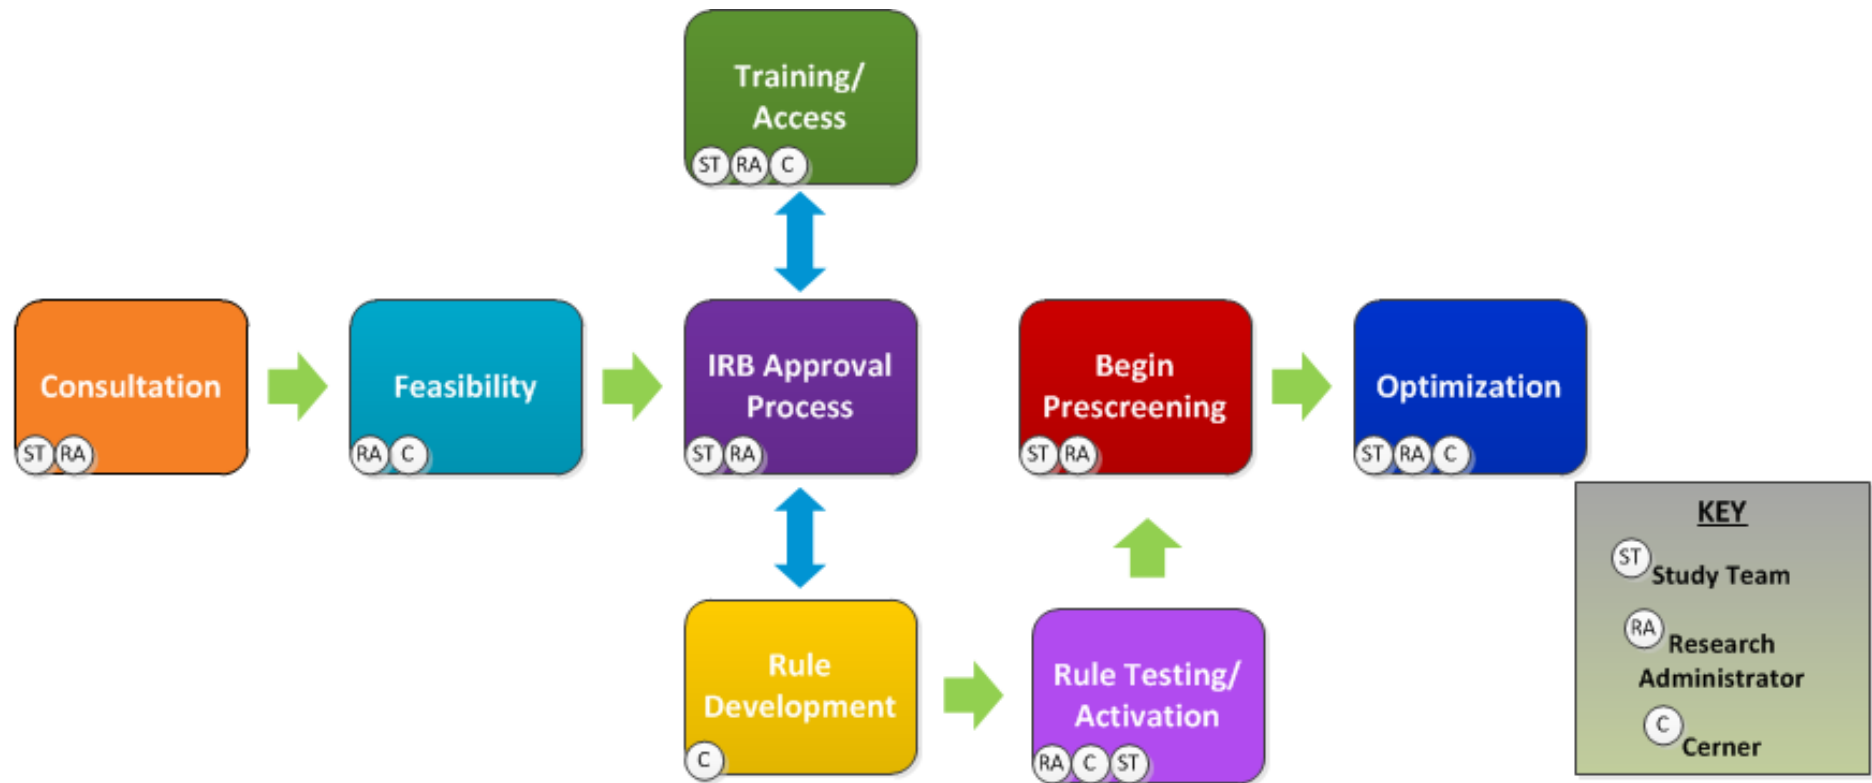 Training/
Access
ST RA C
Consultation
ST RA
Feasibility
RA C
IRB Approval
Process
ST RA
Begin
Prescreening
ST RA
Optimization
ST RA C
Rule
Development
C
Rule Testing/
Activation
RA C ST
KEY
ST Study Team
RA Research
Administrator
C Cerner